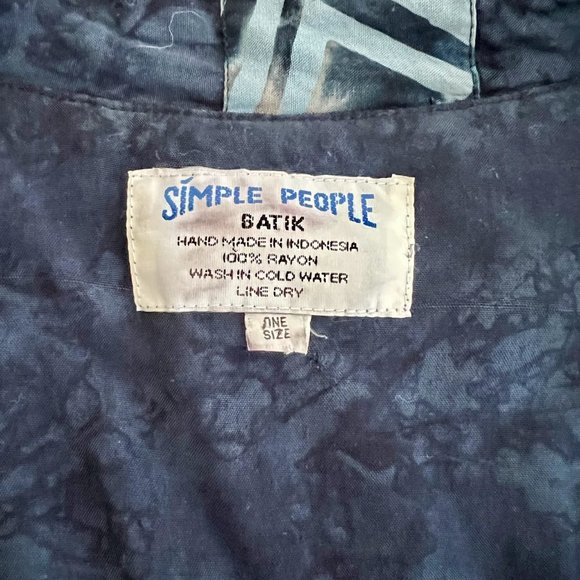 SIMPLE PEOPLE
BATIK
HAND MADE IN INDONESIA
100% RAYON
WASH IN COLD WATER
LINE DRY
ONE
SIZE